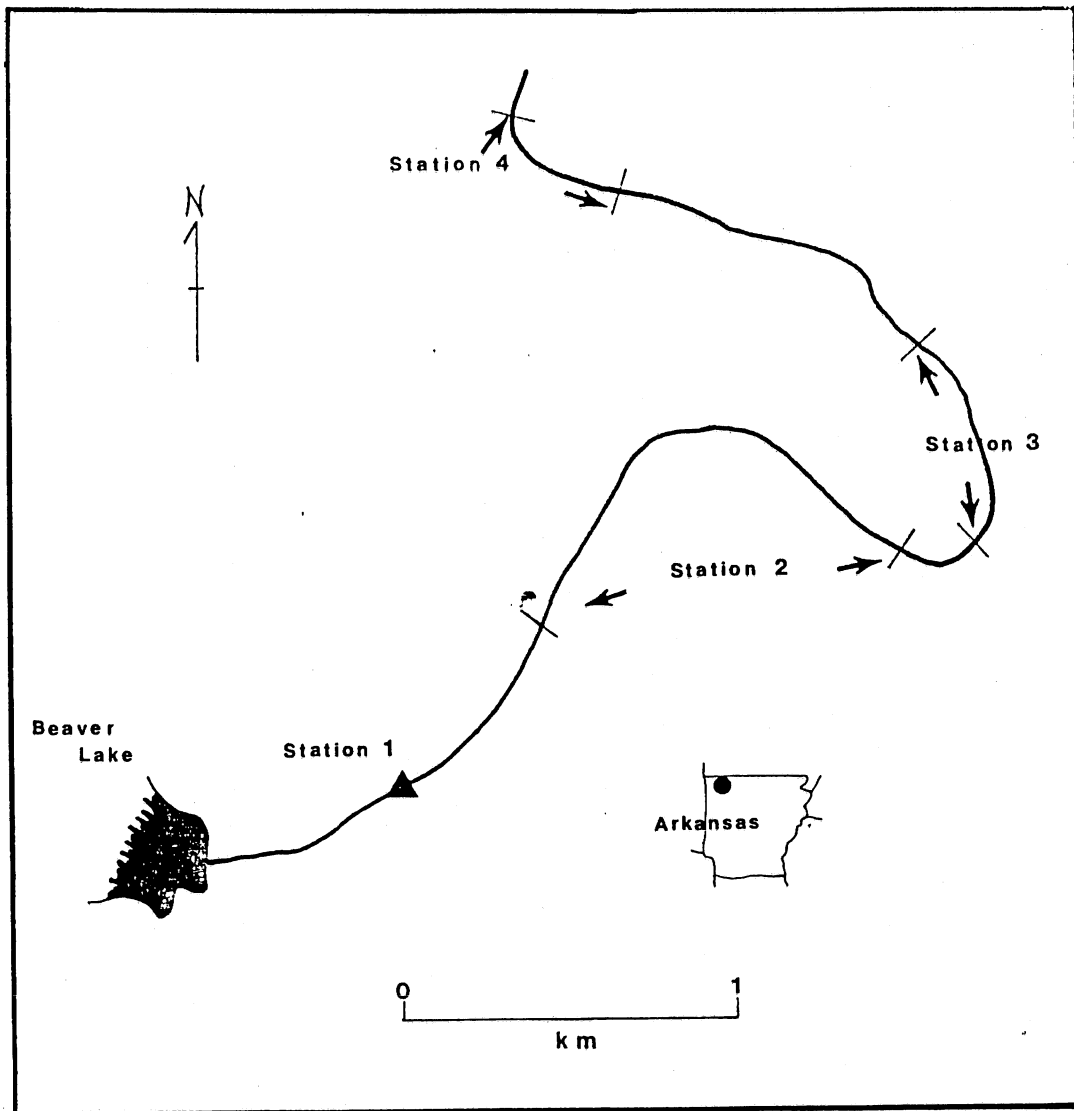 Station 4
N
Station 3
Station 2
Beaver
Lake
Station 1
Arkansas
0 1
km